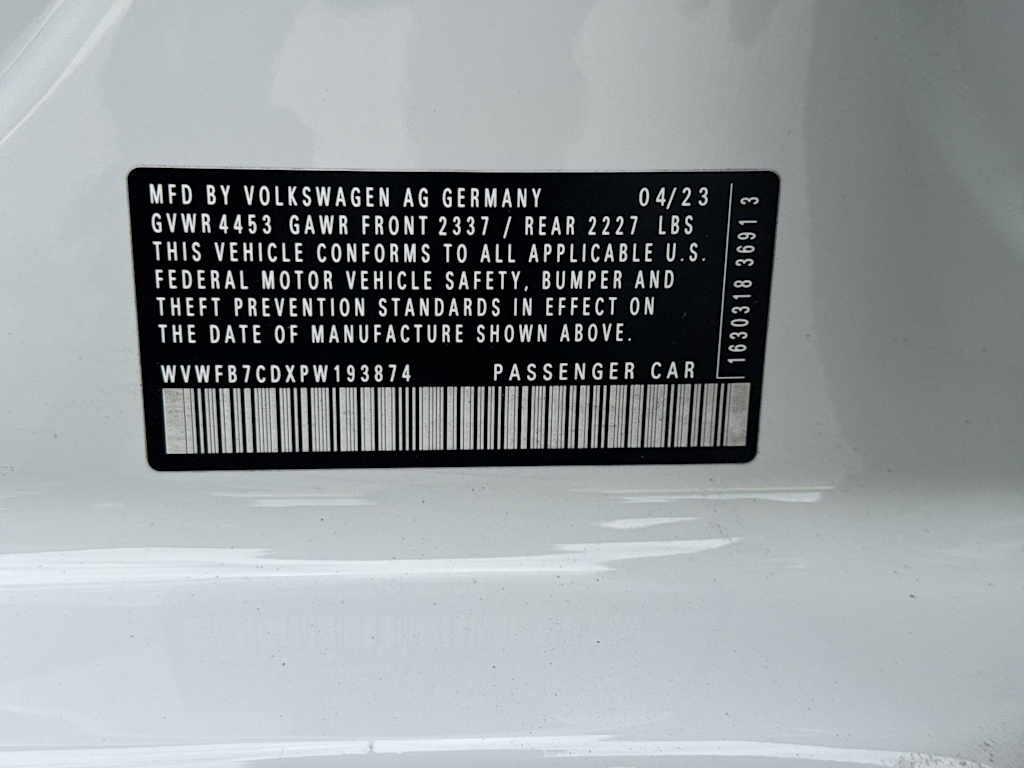 MFD BY VOLKSWAGEN AG GERMANY 04/23
GVWR 4453 GAWR FRONT 2337 / REAR 2227 LBS
THIS VEHICLE CONFORMS TO ALL APPLICABLE U.S.
FEDERAL MOTOR VEHICLE SAFETY, BUMPER AND
THEFT PREVENTION STANDARDS IN EFFECT ON
THE DATE OF MANUFACTURE SHOWN ABOVE.
WVWFB7CDXPW193874 PASSENGER CAR
1630318 3691 3